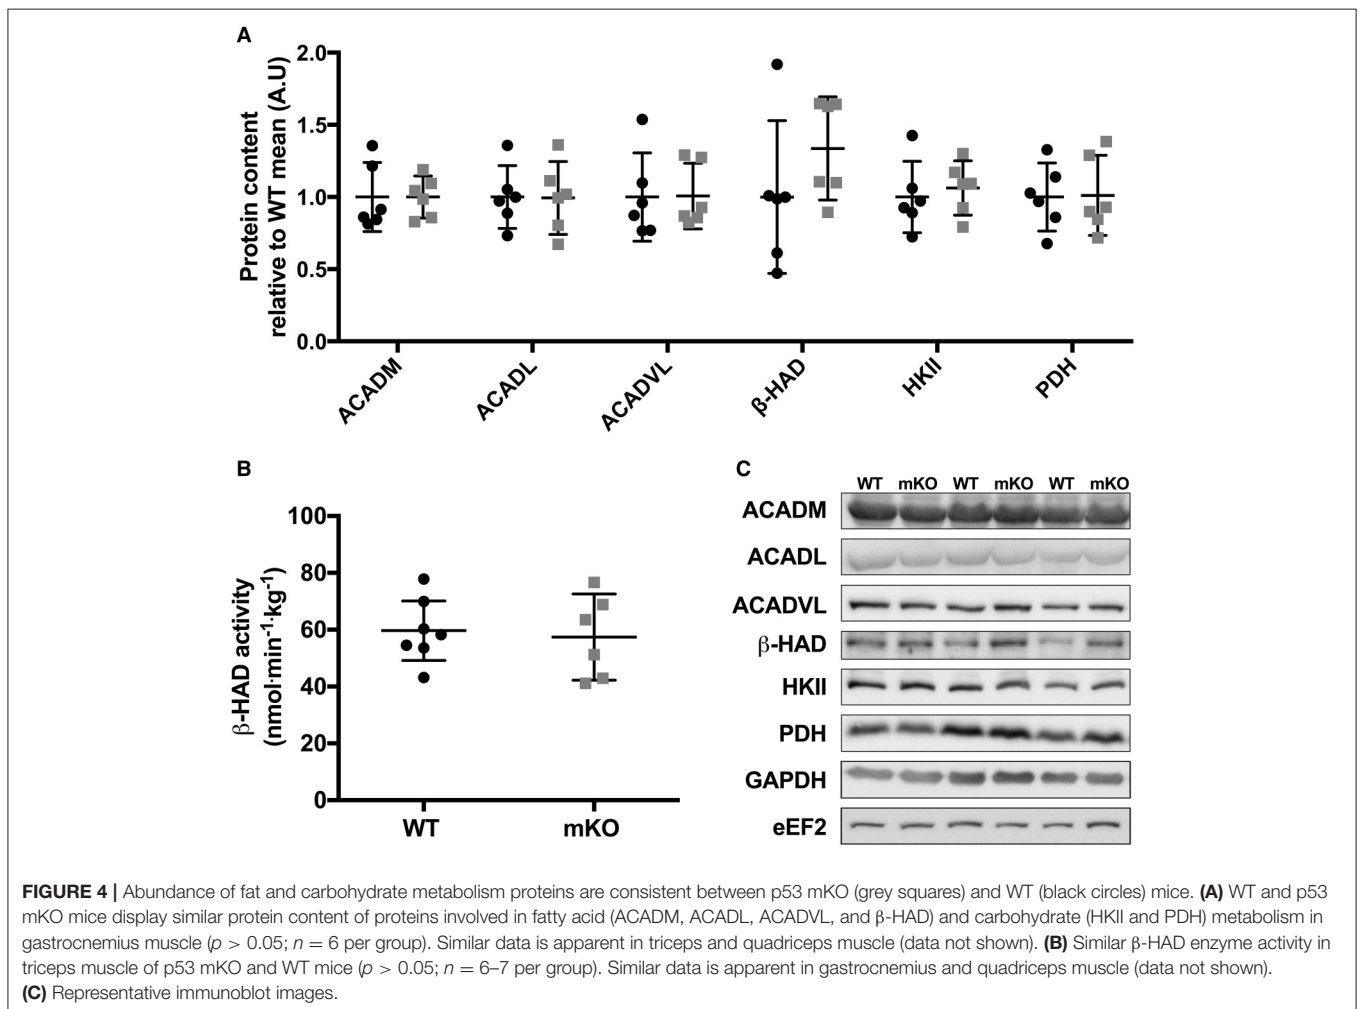 A
Protein content
relative to WT mean (A.U)
2.0
1.5
1.0
0.5
0.0
ACADM
ACADL
ACADVL
β-HAD
HKII
PDH
B
β-HAD activity
(nmol·min⁻¹·kg⁻¹)
100
80
60
40
20
0
WT
mKO
C
WT mKO WT mKO WT mKO
ACADM
ACADL
ACADVL
β-HAD
HKII
PDH
GAPDH
eEF2
FIGURE 4 | Abundance of fat and carbohydrate metabolism proteins are consistent between p53 mKO (grey squares) and WT (black circles) mice. (A) WT and p53
mKO mice display similar protein content of proteins involved in fatty acid (ACADM, ACADL, ACADVL, and β-HAD) and carbohydrate (HKII and PDH) metabolism in
gastrocnemius muscle (p > 0.05; n = 6 per group). Similar data is apparent in triceps and quadriceps muscle (data not shown). (B) Similar β-HAD enzyme activity in
triceps muscle of p53 mKO and WT mice (p > 0.05; n = 6–7 per group). Similar data is apparent in gastrocnemius and quadriceps muscle (data not shown).
(C) Representative immunoblot images.